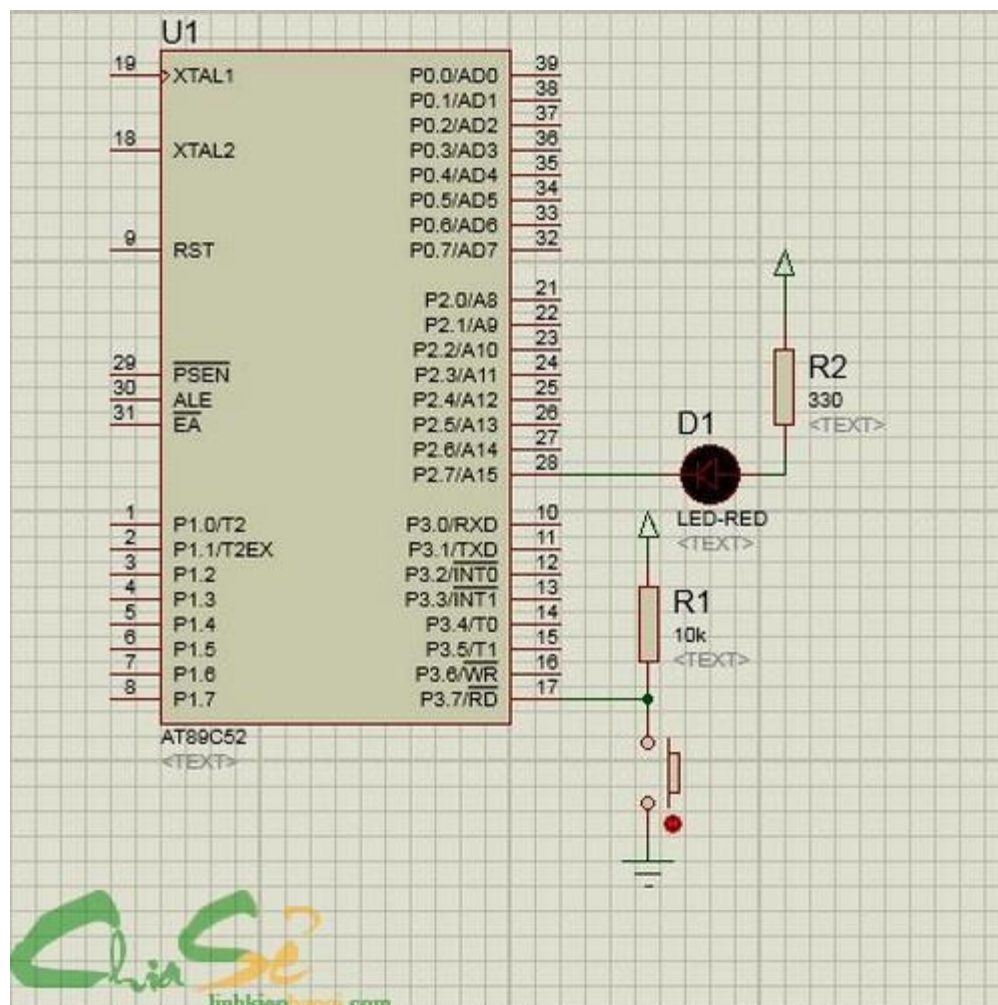 U1
19
XTAL1
18
XTAL2
9
RST
29
PSEN
30
ALE
31
EA
1
P1.0/T2
2
P1.1/T2EX
3
P1.2
4
P1.3
5
P1.4
6
P1.5
7
P1.6
8
P1.7
P0.0/AD0
39
P0.1/AD1
38
P0.2/AD2
37
P0.3/AD3
36
P0.4/AD4
35
P0.5/AD5
34
P0.6/AD6
33
P0.7/AD7
32
P2.0/A8
21
P2.1/A9
22
P2.2/A10
23
P2.3/A11
24
P2.4/A12
25
P2.5/A13
26
P2.6/A14
27
P2.7/A15
28
P3.0/RXD
10
P3.1/TXD
11
P3.2/INT0
12
P3.3/INT1
13
P3.4/T0
14
P3.5/T1
15
P3.6/WR
16
P3.7/RD
17
AT89C52
<TEXT>
R2
330
<TEXT>
D1
LED-RED
<TEXT>
R1
10k
<TEXT>
Chia Sẻ